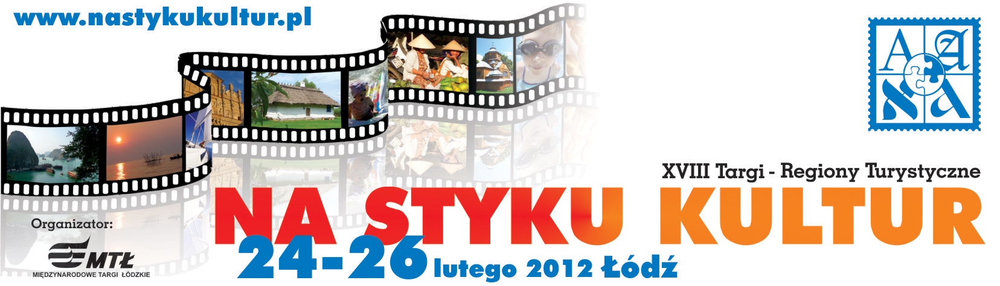 www.nastykukultur.pl
A A
XVIII Targi - Regiony Turystyczne
NA STYKU KULTUR
24-26 lutego 2012 Łódź
Organizator:
MTŁ
MIĘDZYNARODOWE TARGI ŁÓDZKIE